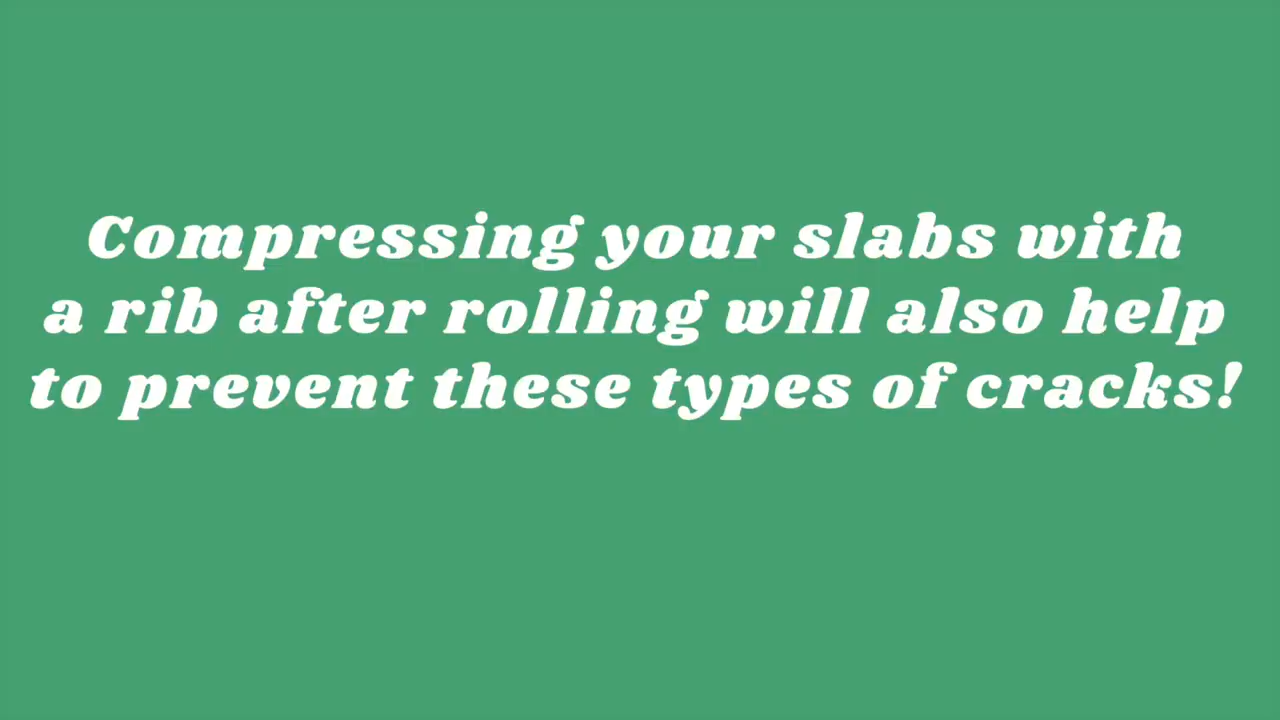 Compressing your slabs with
a rib after rolling will also help
to prevent these types of cracks!